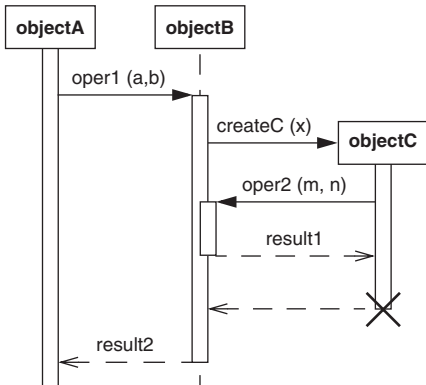 objectA
objectB
oper1 (a,b)
createC (x)
objectC
oper2 (m, n)
result1
result2